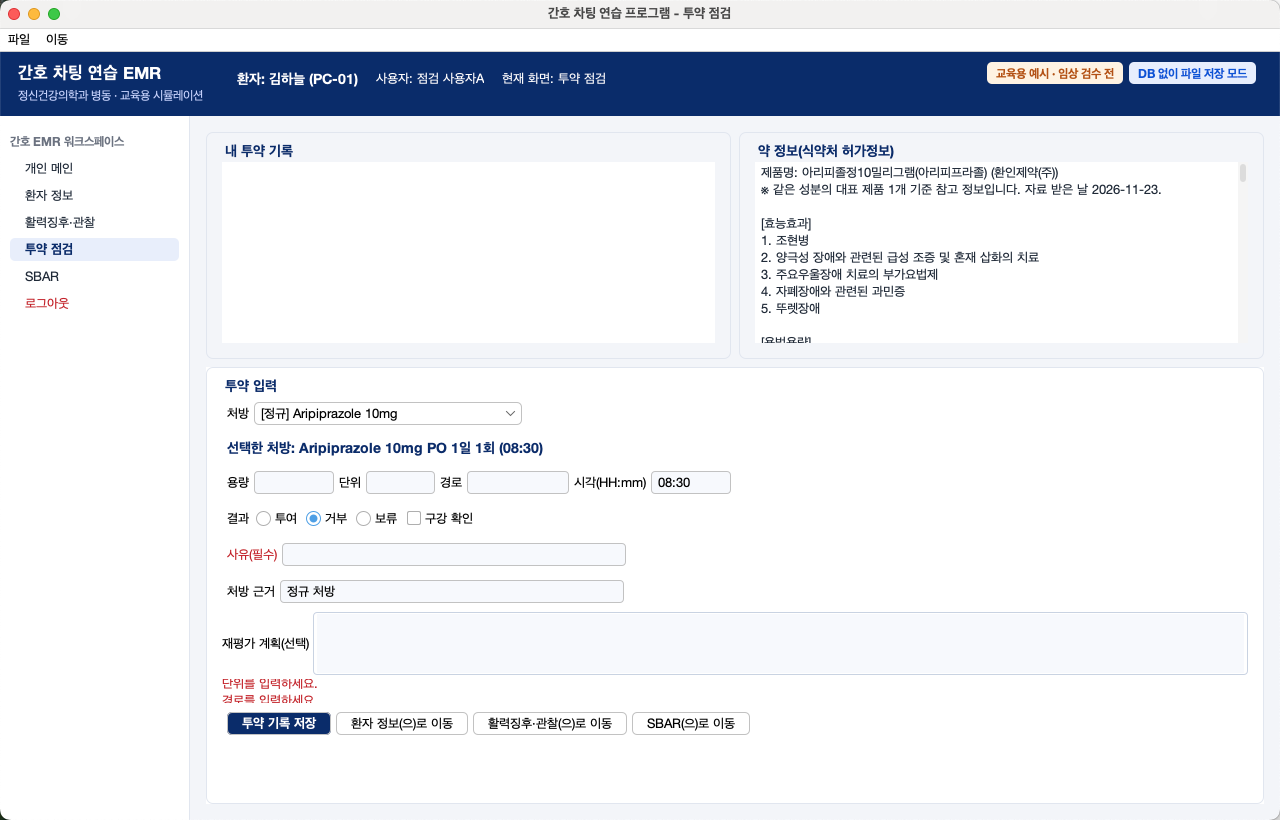 간호 차팅 연습 프로그램 - 투약 점검
파일 이동
간호 차팅 연습 EMR
정신건강의학과 병동 · 교육용 시뮬레이션
환자: 김하늘 (PC-01) 사용자: 점검 사용자A 현재 화면: 투약 점검
교육용 예시 · 임상 검수 전 DB 없이 파일 저장 모드
간호 EMR 워크스페이스
개인 메인
환자 정보
활력징후·관찰
투약 점검
SBAR
로그아웃
내 투약 기록
약 정보(식약처 허가정보)
제품명: 아리피졸정10밀리그램(아리피프라졸) (환인제약(주))
※ 같은 성분의 대표 제품 1개 기준 참고 정보입니다. 자료 받은 날 2026-11-23.
[효능효과]
1. 조현병
2. 양극성 장애와 관련된 급성 조증 및 혼재 삽화의 치료
3. 주요우울장애 치료의 부가요법제
4. 자폐장애와 관련된 과민증
5. 뚜렛장애
[용법용량]
투약 입력
처방 [정규] Aripiprazole 10mg
선택한 처방: Aripiprazole 10mg PO 1일 1회 (08:30)
용량 단위 경로 시각(HH:mm) 08:30
결과 투여 거부 보류 구강 확인
사유(필수)
처방 근거 정규 처방
재평가 계획(선택)
단위를 입력하세요.
경로를 입력하세요.
투약 기록 저장 환자 정보(으)로 이동 활력징후·관찰(으)로 이동 SBAR(으)로 이동